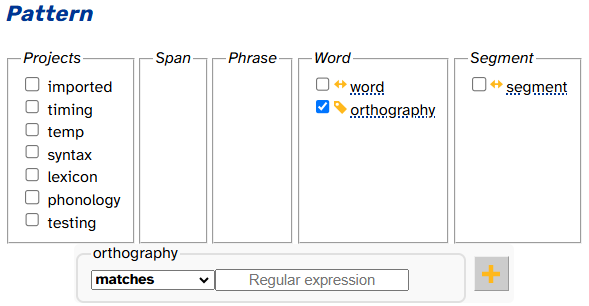 Pattern
Projects Span Phrase Word Segment
imported word segment
timing orthography
temp
syntax
lexicon
phonology
testing
orthography
matches Regular expression +